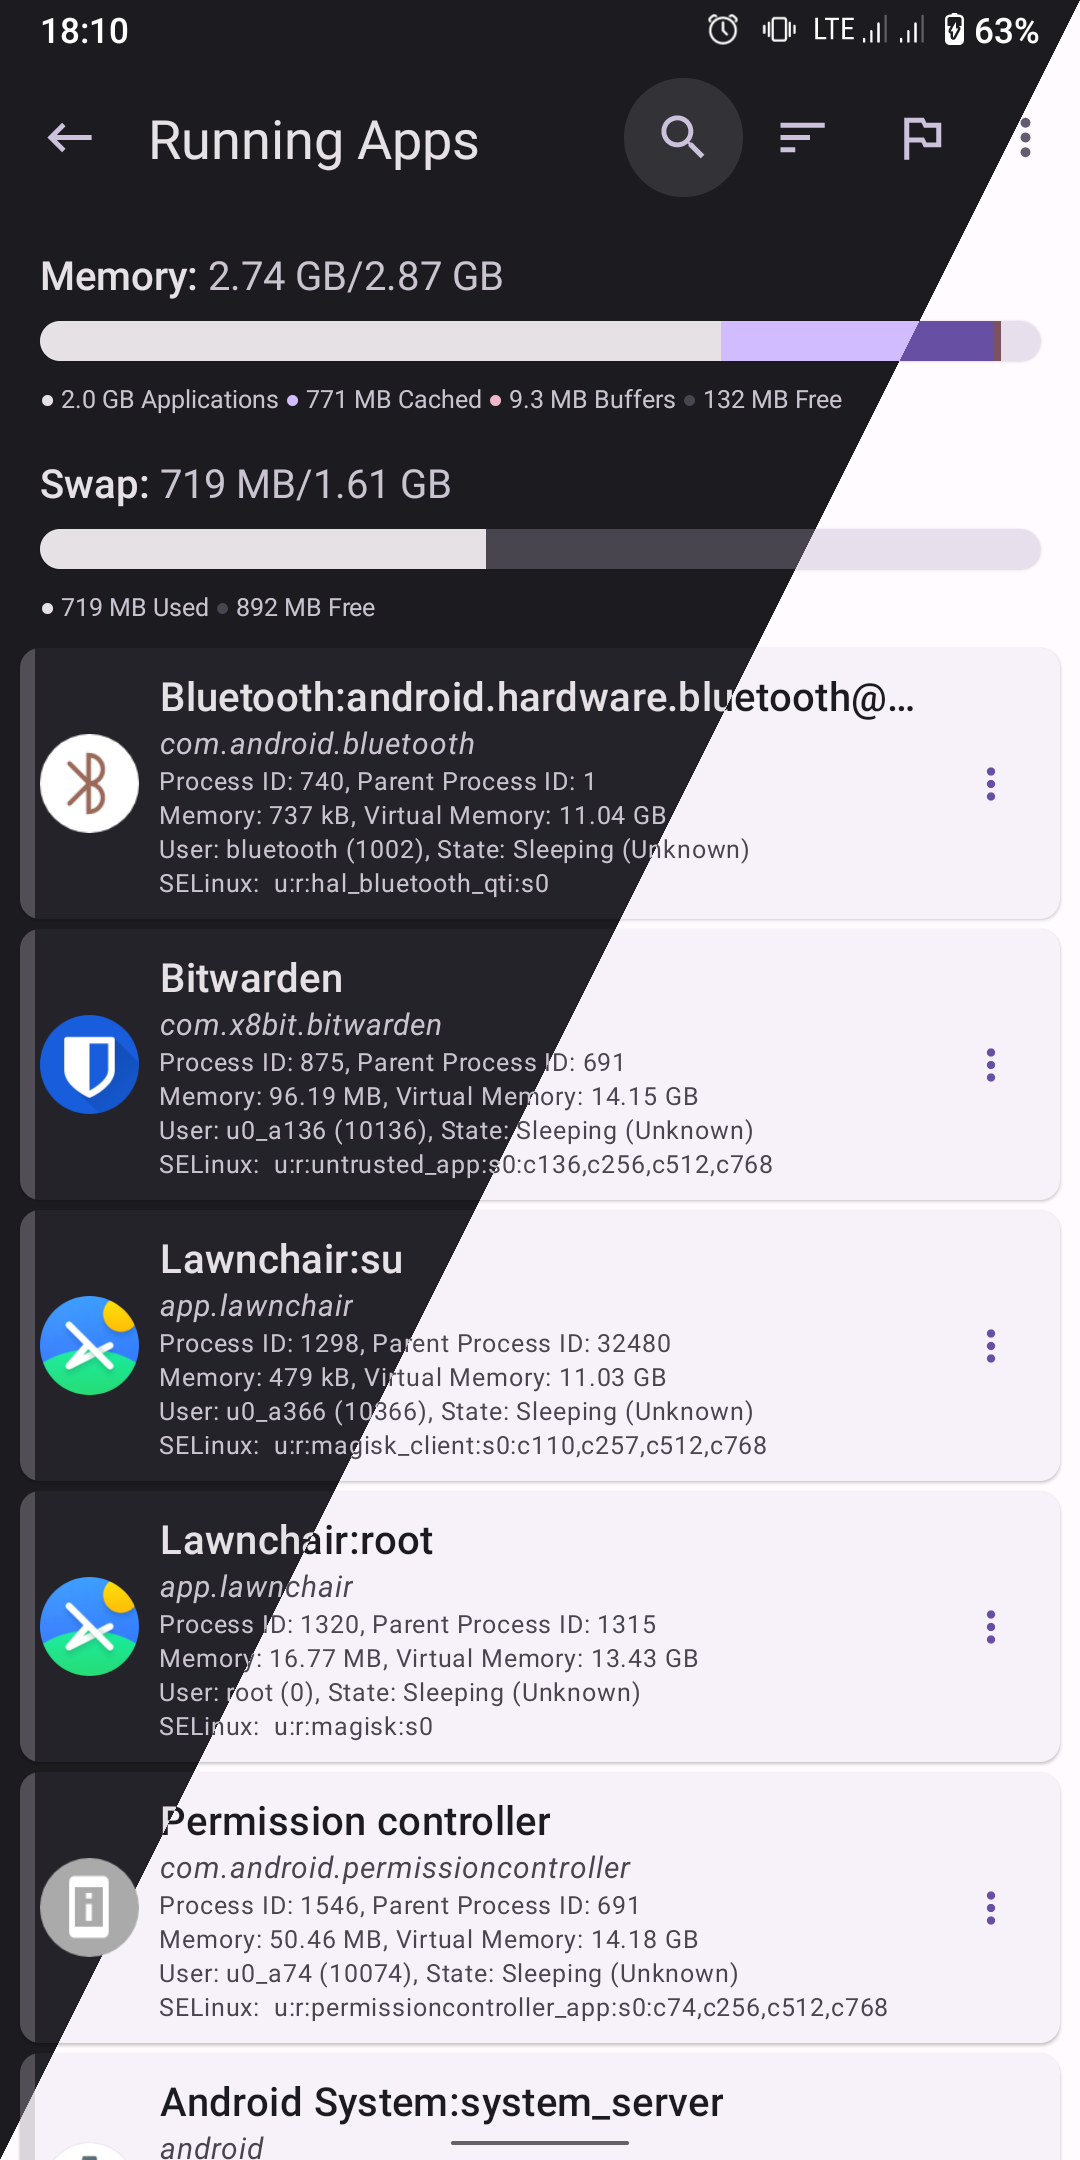 18:10 LTE 63%
Running Apps
Memory: 2.74 GB/2.87 GB
2.0 GB Applications 771 MB Cached 9.3 MB Buffers 132 MB Free
Swap: 719 MB/1.61 GB
719 MB Used 892 MB Free
Bluetooth:android.hardware.bluetooth@...
com.android.bluetooth
Process ID: 740, Parent Process ID: 1
Memory: 737 kB, Virtual Memory: 11.04 GB
User: bluetooth (1002), State: Sleeping (Unknown)
SELinux: u:r:hal_bluetooth_qti:s0
Bitwarden
com.x8bit.bitwarden
Process ID: 875, Parent Process ID: 691
Memory: 96.19 MB, Virtual Memory: 14.15 GB
User: u0_a136 (10136), State: Sleeping (Unknown)
SELinux: u:r:untrusted_app:s0:c136,c256,c512,c768
Lawnchair:su
app.lawnchair
Process ID: 1298, Parent Process ID: 32480
Memory: 479 kB, Virtual Memory: 11.03 GB
User: u0_a366 (10366), State: Sleeping (Unknown)
SELinux: u:r:magisk_client:s0:c110,c257,c512,c768
Lawnchair:root
app.lawnchair
Process ID: 1320, Parent Process ID: 1315
Memory: 16.77 MB, Virtual Memory: 13.43 GB
User: root (0), State: Sleeping (Unknown)
SELinux: u:r:magisk:s0
Permission controller
com.android.permissioncontroller
Process ID: 1546, Parent Process ID: 691
Memory: 50.46 MB, Virtual Memory: 14.18 GB
User: u0_a74 (10074), State: Sleeping (Unknown)
SELinux: u:r:permissioncontroller_app:s0:c74,c256,c512,c768
Android System:system_server
android